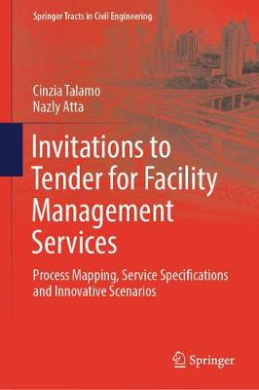 Springer Tracts in Civil Engineering
Cinzia Talamo
Nazly Atta
Invitations to
Tender for Facility
Management
Services
Process Mapping, Service Specifications
and Innovative Scenarios
Springer